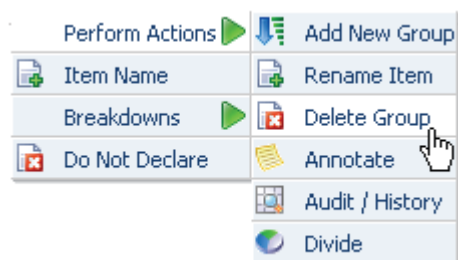 Perform Actions
Item Name
Breakdowns
Do Not Declare
Add New Group
Rename Item
Delete Group
Annotate
Audit / History
Divide